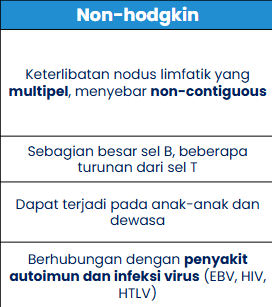 Non-hodgkin
Keterlibatan nodus limfatik yang
multipel, menyebar non-contiguous
Sebagian besar sel B, beberapa
turunan dari sel T
Dapat terjadi pada anak-anak dan
dewasa
Berhubungan dengan penyakit
autoimun dan infeksi virus (EBV, HIV,
HTLV)